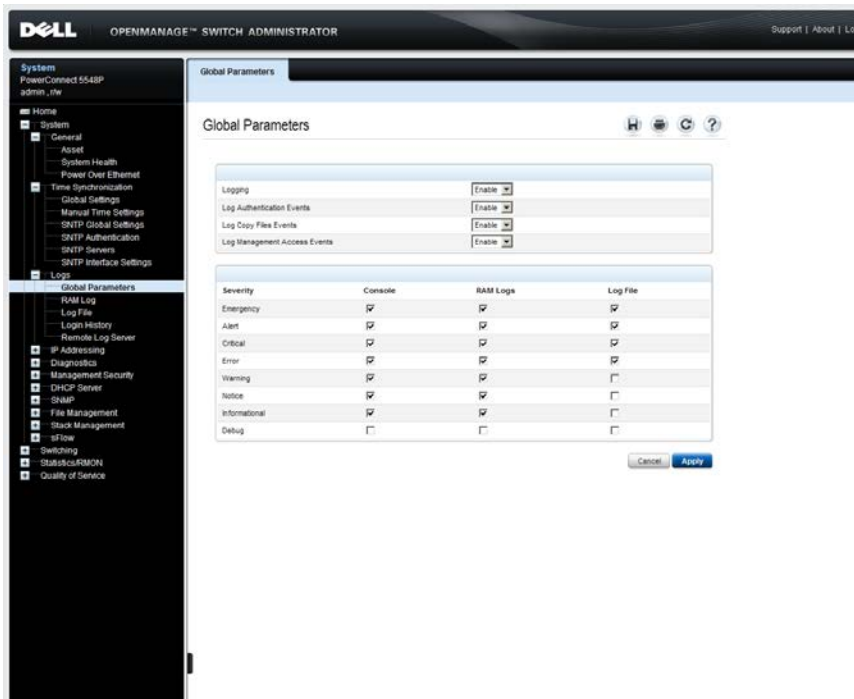 DELL
OPENMANAGE™ SWITCH ADMINISTRATOR
Support | About | Lo
System
PowerConnect 5548P
admin ,r/w
Home
System
General
Asset
System Health
Power Over Ethernet
Time Synchronization
Global Settings
Manual Time Settings
SNTP Global Settings
SNTP Authentication
SNTP Servers
SNTP Interface Settings
Logs
Global Parameters
RAM Log
Log File
Login History
Remote Log Server
IP Addressing
Diagnostics
Management Security
DHCP Server
SNMP
File Management
Stack Management
sFlow
Switching
Statistics/RMON
Quality of Service
Global Parameters
Global Parameters
Logging Enable
Log Authentication Events Enable
Log Copy Files Events Enable
Log Management Access Events Enable
Severity Console RAM Logs Log File
Emergency
Alert
Critical
Error
Warning
Notice
Informational
Debug
Cancel Apply